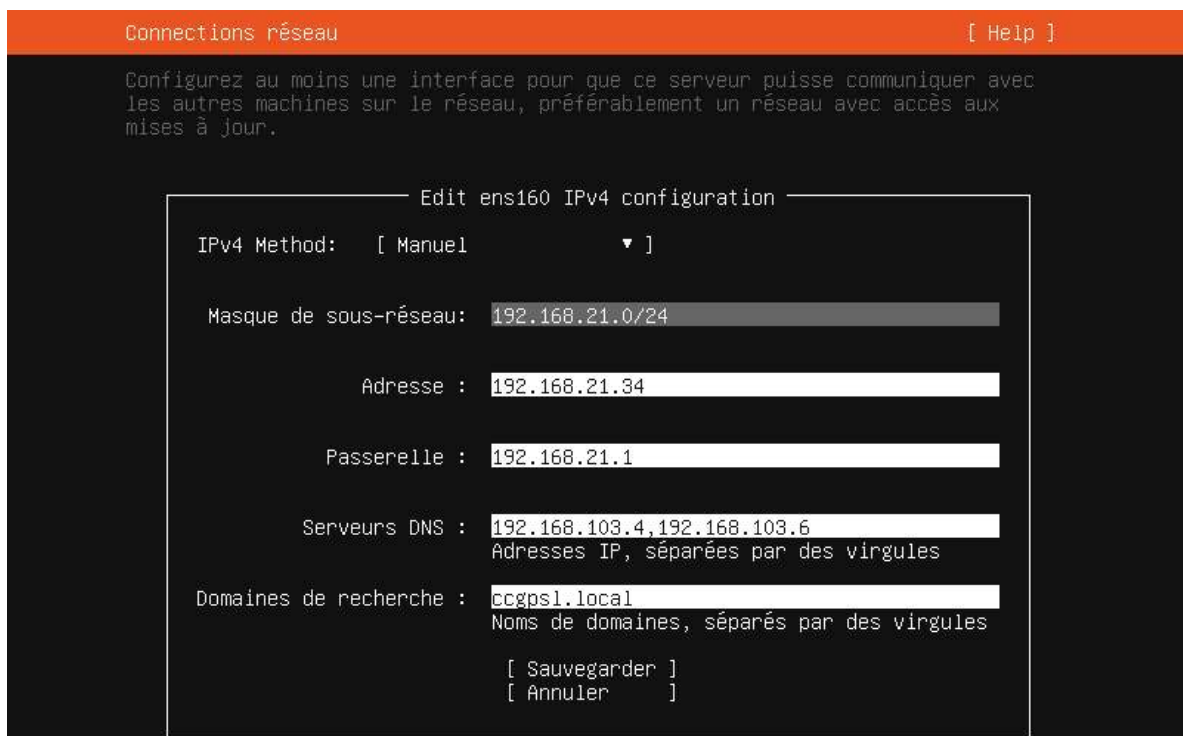 Connections réseau [ Help ]
Configurez au moins une interface pour que ce serveur puisse communiquer avec
les autres machines sur le réseau, préférablement un réseau avec accès aux
mises à jour.
Edit ens160 IPv4 configuration
IPv4 Method: [ Manuel ▾ ]
Masque de sous-réseau: 192.168.21.0/24
Adresse : 192.168.21.34
Passerelle : 192.168.21.1
Serveurs DNS : 192.168.103.4,192.168.103.6
Adresses IP, séparées par des virgules
Domaines de recherche : ccgpsl.local
Noms de domaines, séparés par des virgules
[ Sauvegarder ]
[ Annuler ]